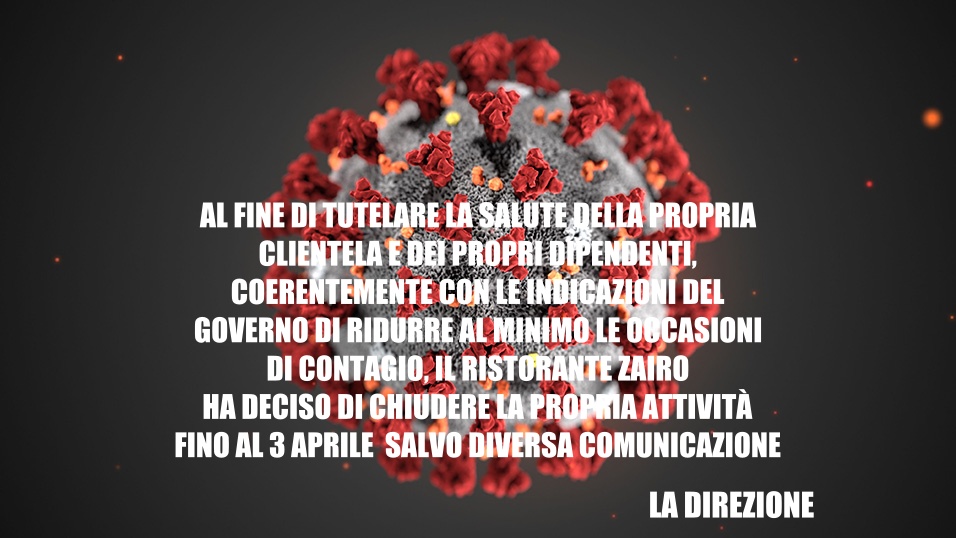 AL FINE DI TUTELARE LA SALUTE DELLA PROPRIA
CLIENTELA E DEI PROPRI DIPENDENTI,
COERENTEMENTE CON LE INDICAZIONI DEL
GOVERNO DI RIDURRE AL MINIMO LE OCCASIONI
DI CONTAGIO, IL RISTORANTE ZAIRO
HA DECISO DI CHIUDERE LA PROPRIA ATTIVITÀ
FINO AL 3 APRILE SALVO DIVERSA COMUNICAZIONE
LA DIREZIONE